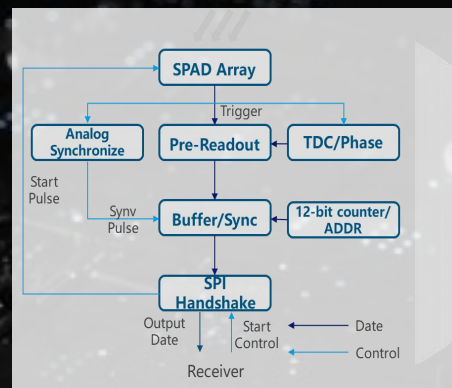 SPAD Array
Trigger
Analog
Synchronize
Pre-Readout
TDC/Phase
Start
Pulse
Synv
Pulse
Buffer/Sync
12-bit counter/
ADDR
SPI
Handshake
Output
Date
Start
Control
Date
Control
Receiver